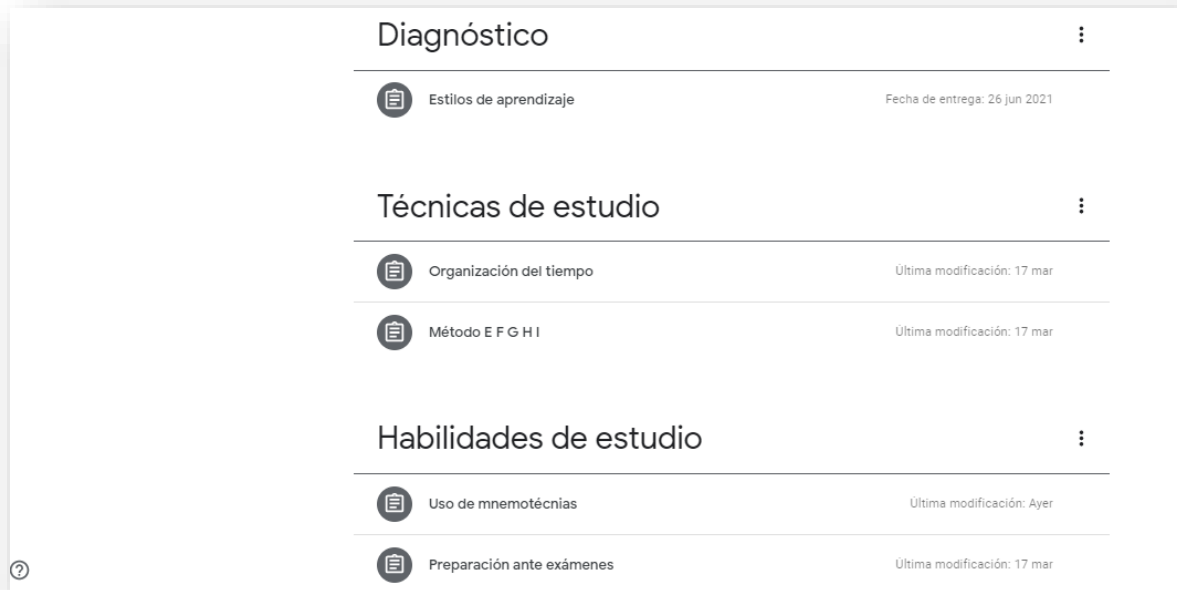 Diagnóstico
Estilos de aprendizaje Fecha de entrega: 26 jun 2021
Técnicas de estudio
Organización del tiempo Última modificación: 17 mar
Método E F G H I Última modificación: 17 mar
Habilidades de estudio
Uso de mnemotécnias Última modificación: Ayer
Preparación ante exámenes Última modificación: 17 mar